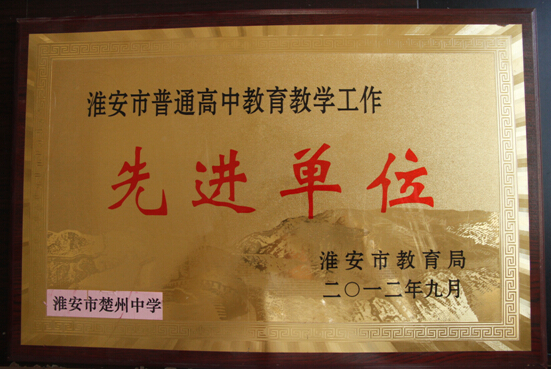 淮安市普通高中教育教学工作
先进单位
淮安市教育局
二〇一二年九月
淮安市楚州中学